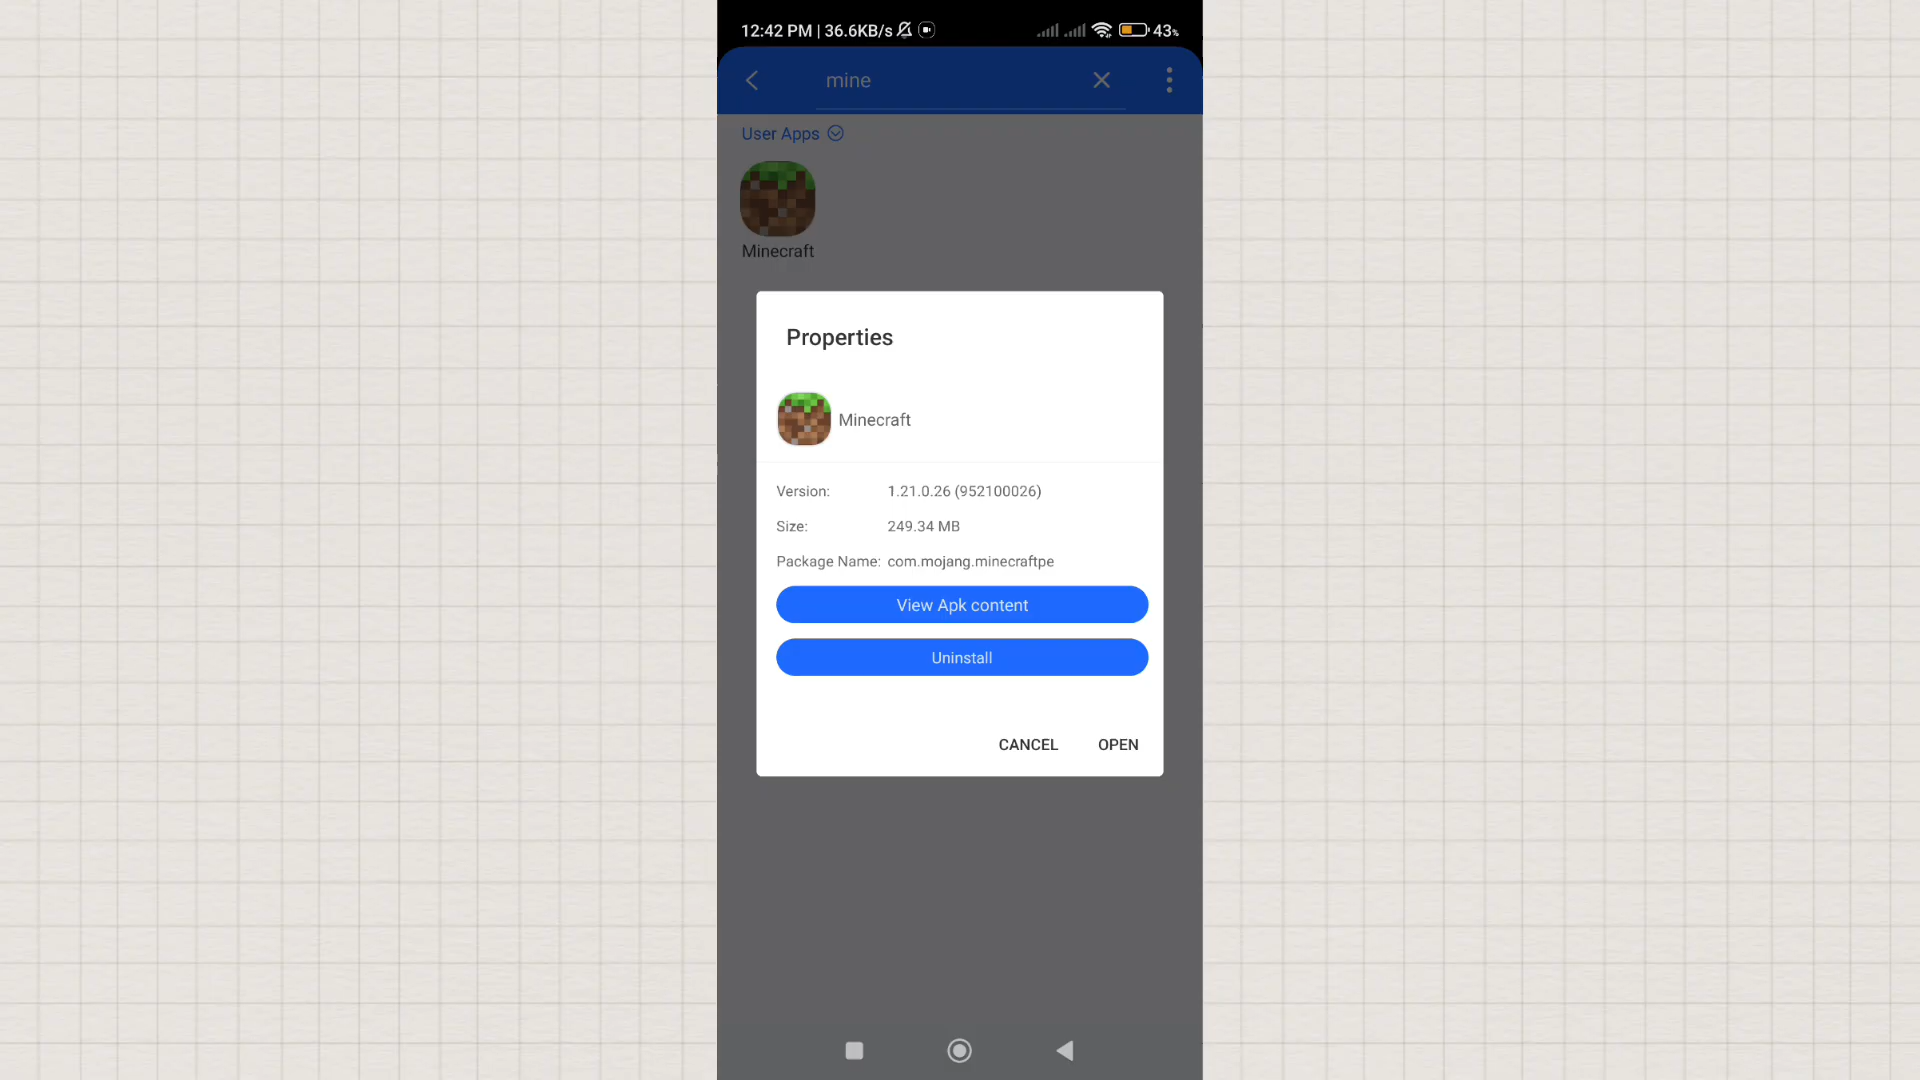 12:42 PM | 36.6KB/s 43%
mine
User Apps
Minecraft
Properties
Minecraft
Version: 1.21.0.26 (952100026)
Size: 249.34 MB
Package Name: com.mojang.minecraftpe
View Apk content
Uninstall
CANCEL OPEN